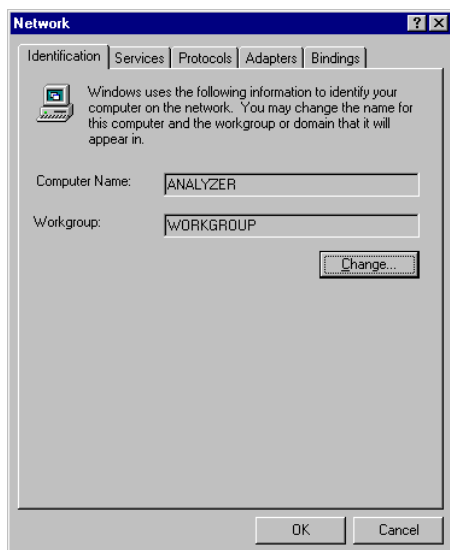 Network
Identification Services Protocols Adapters Bindings
Windows uses the following information to identify your
computer on the network. You may change the name for
this computer and the workgroup or domain that it will
appear in.
Computer Name: ANALYZER
Workgroup: WORKGROUP
Change...
OK Cancel